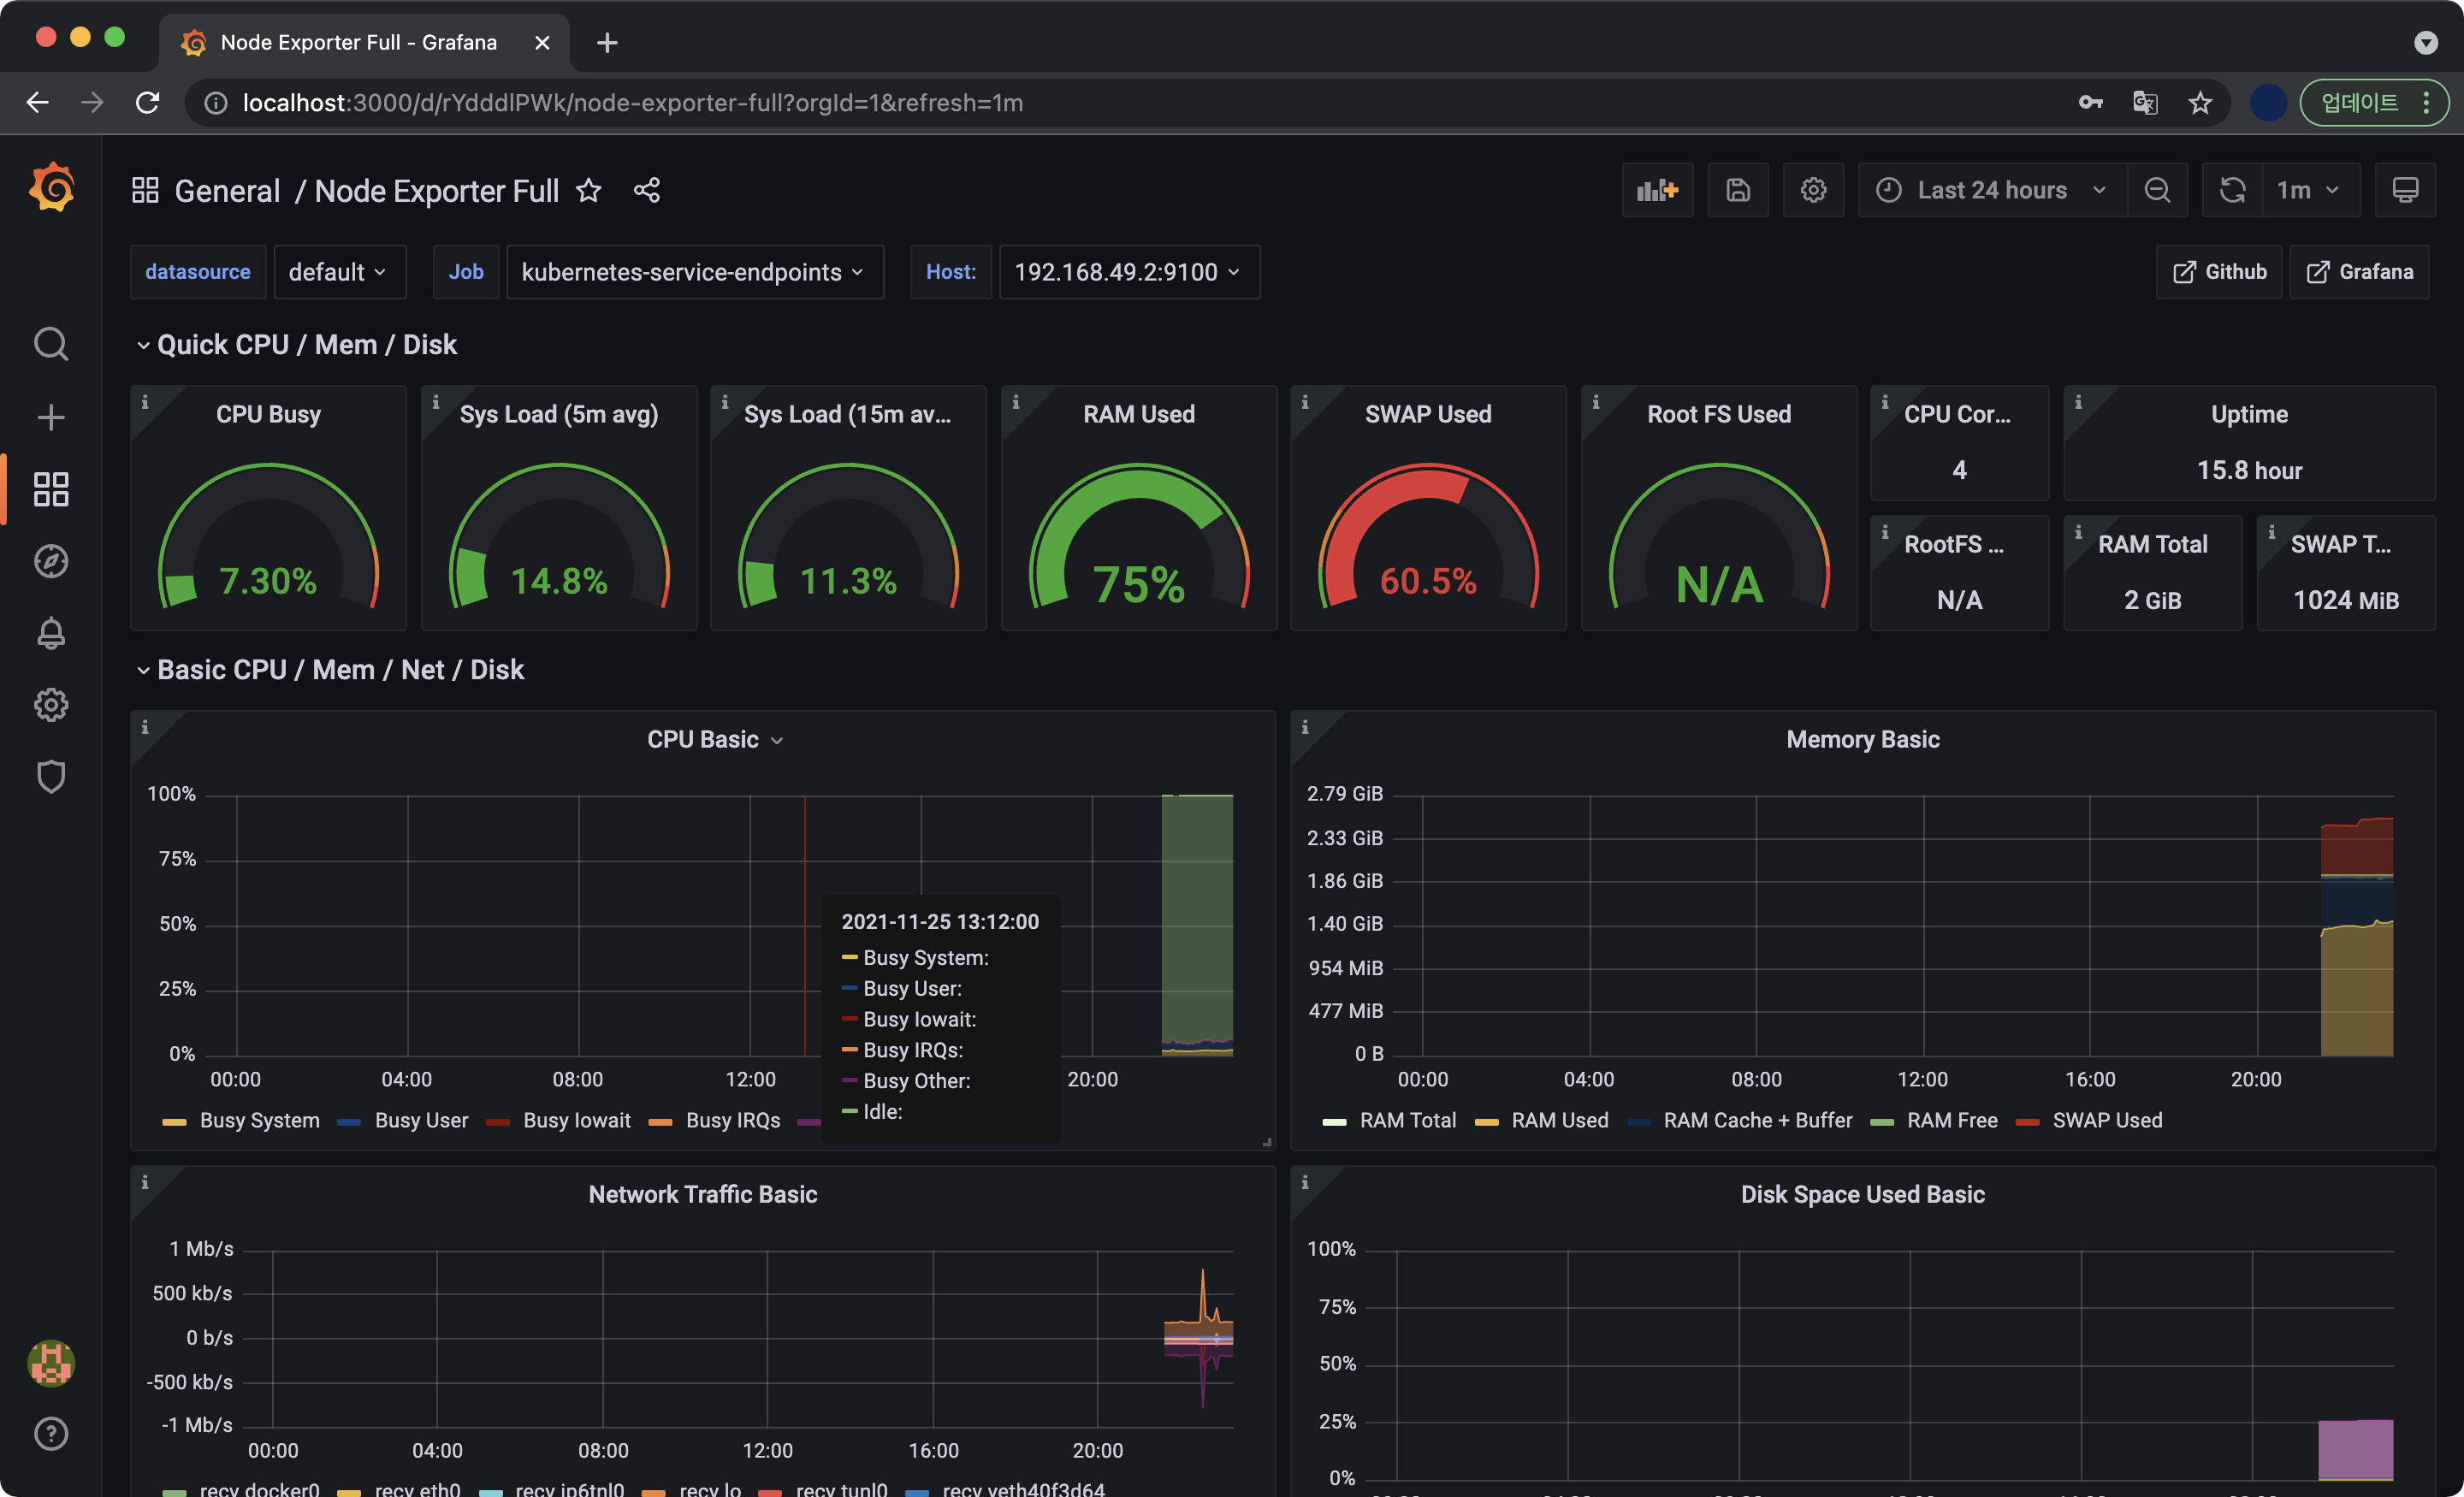 Node Exporter Full - Grafana
localhost:3000/d/rYdddlPWk/node-exporter-full?orgId=1&refresh=1m
업데이트
General / Node Exporter Full
Last 24 hours
1m
datasource default Job kubernetes-service-endpoints Host: 192.168.49.2:9100
Github Grafana
Quick CPU / Mem / Disk
CPU Busy
7.30%
Sys Load (5m avg)
14.8%
Sys Load (15m av...
11.3%
RAM Used
75%
SWAP Used
60.5%
Root FS Used
N/A
CPU Cor...
4
Uptime
15.8 hour
RootFS ...
N/A
RAM Total
2 GiB
SWAP T...
1024 MiB
Basic CPU / Mem / Net / Disk
CPU Basic
100%
75%
50%
25%
0%
00:00 04:00 08:00 12:00 20:00
2021-11-25 13:12:00
Busy System:
Busy User:
Busy Iowait:
Busy IRQs:
Busy Other:
Idle:
Busy System Busy User Busy Iowait Busy IRQs
Memory Basic
2.79 GiB
2.33 GiB
1.86 GiB
1.40 GiB
954 MiB
477 MiB
0 B
00:00 04:00 08:00 12:00 16:00 20:00
RAM Total RAM Used RAM Cache + Buffer RAM Free SWAP Used
Network Traffic Basic
1 Mb/s
500 kb/s
0 b/s
-500 kb/s
-1 Mb/s
00:00 04:00 08:00 12:00 16:00 20:00
recv docker0 recv eth0 recv ip6tnl0 recv lo recv tunl0 recv veth40f3d64
Disk Space Used Basic
100%
75%
50%
25%
0%